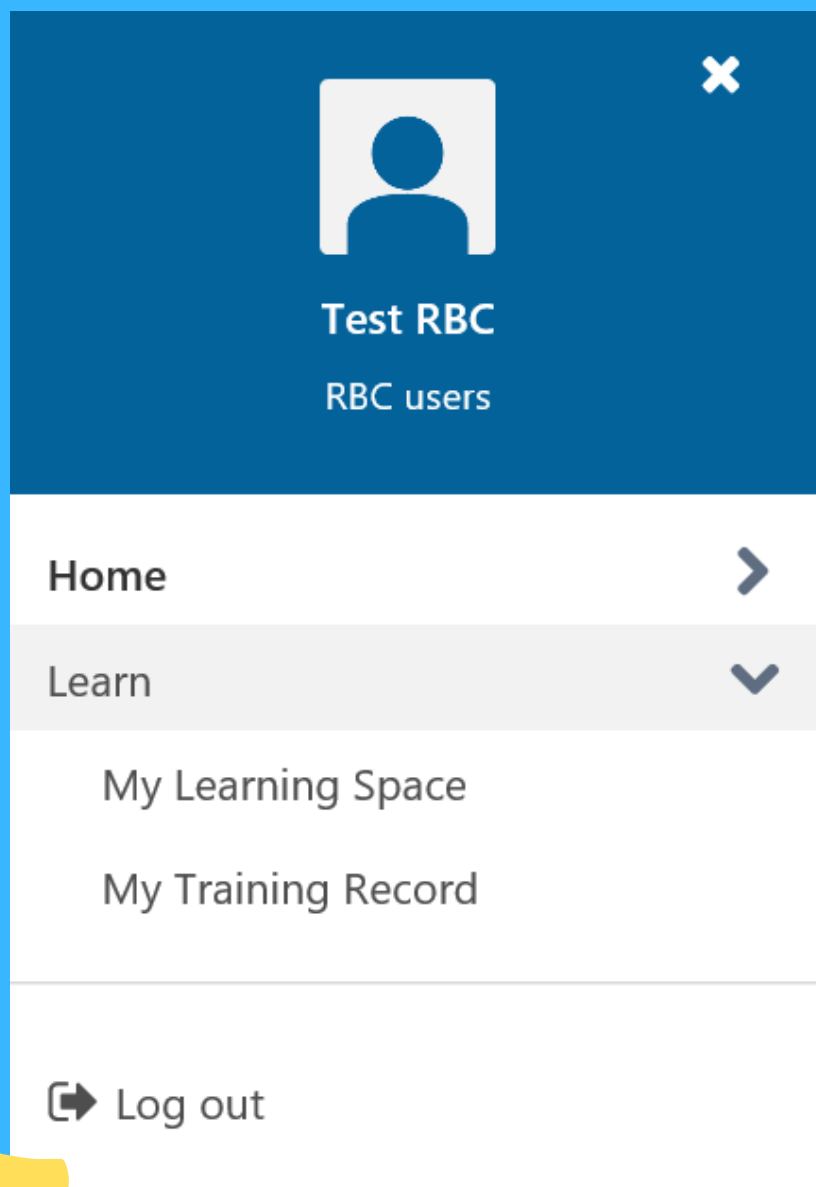 Test RBC
RBC users
Home
Learn
My Learning Space
My Training Record
Log out